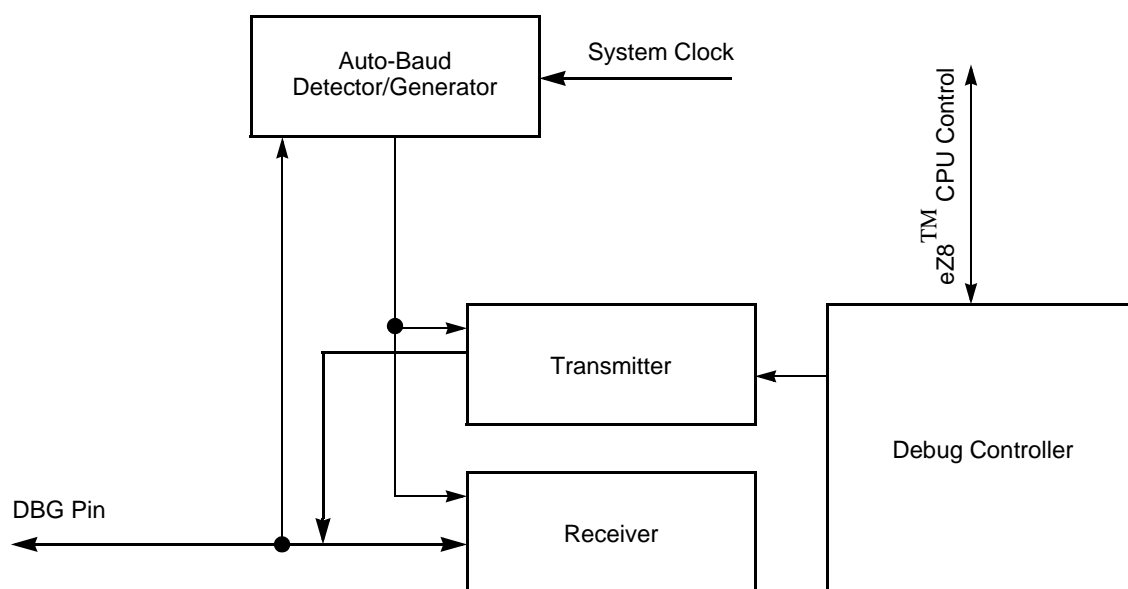 Auto-Baud
Detector/Generator
System Clock
eZ8™ CPU Control
Transmitter
Debug Controller
DBG Pin
Receiver